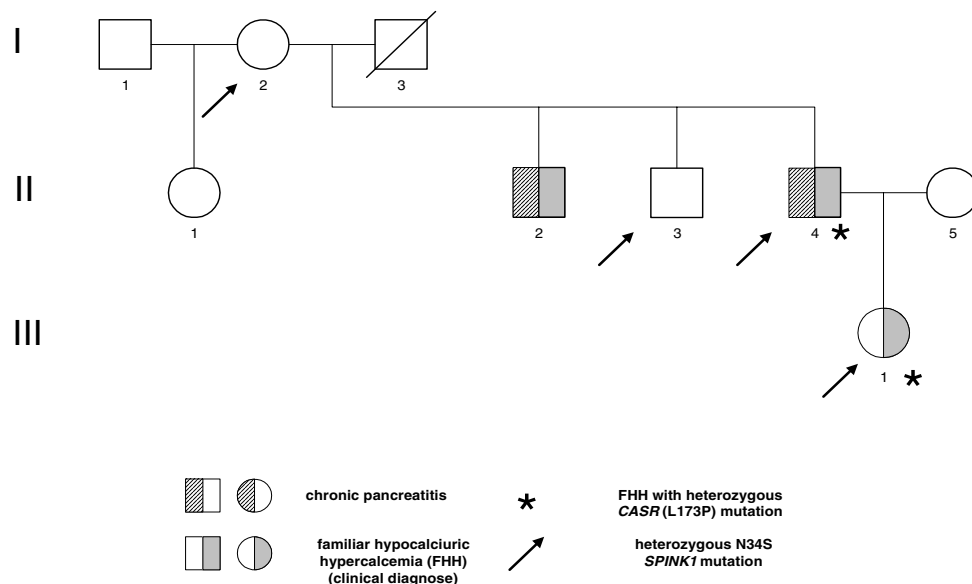 I
1 2 3
II
1 2 3 4 * 5
III
1 *
chronic pancreatitis * FHH with heterozygous
CASR (L173P) mutation
familiar hypocalciuric heterozygous N34S
hypercalcemia (FHH) SPINK1 mutation
(clinical diagnose)